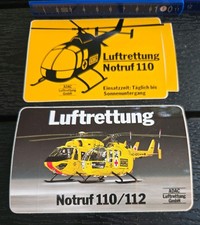 Luftrettung
Notruf 110
ADAC
Luftrettung
GmbH
Einsatzzeit: Täglich bis
Sonnenuntergang
Luftrettung
Notruf 110/112
ADAC
Luftrettung
GmbH